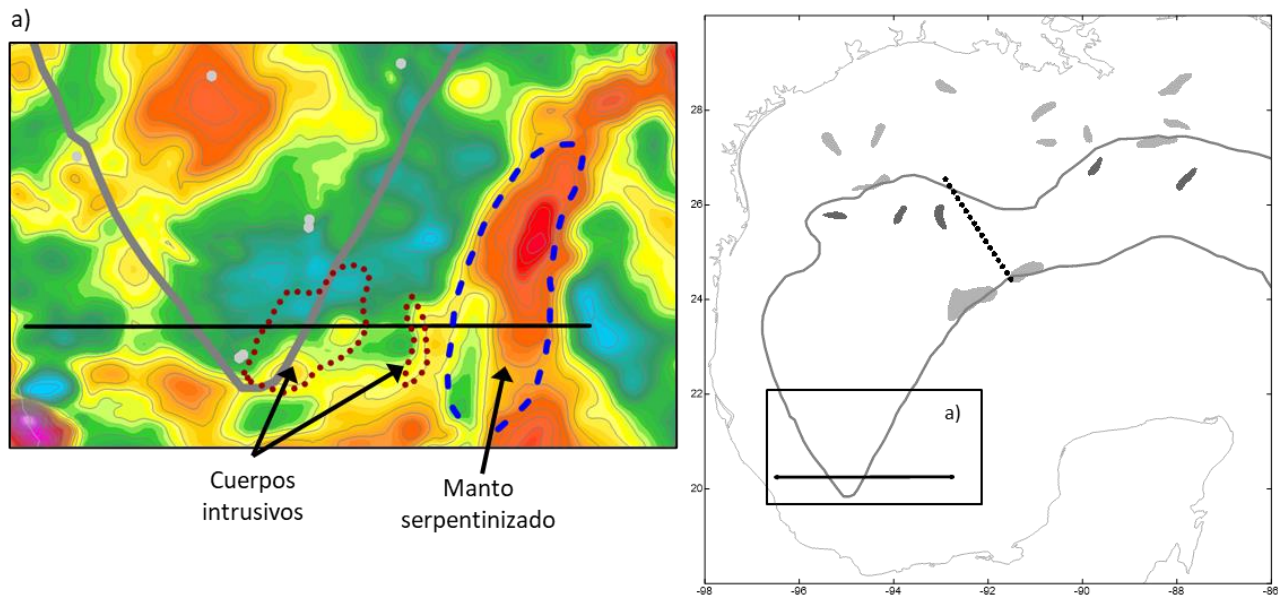 a)
Cuerpos
intrusivos
Manto
serpentinizado
28
26
24
22
20
a)
-98
-96
-94
-92
-90
-88
-86